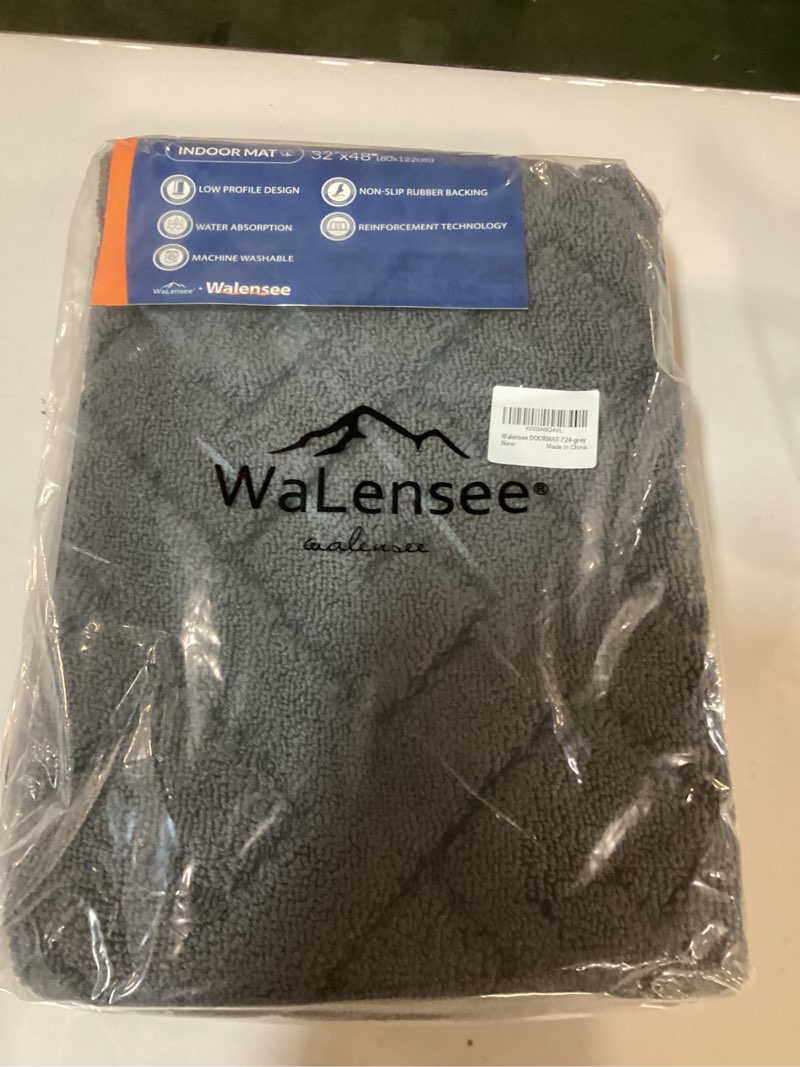 INDOOR MAT 32"x48" (80x122cm)
LOW PROFILE DESIGN
NON-SLIP RUBBER BACKING
WATER ABSORPTION
REINFORCEMENT TECHNOLOGY
MACHINE WASHABLE
WaLensee • Walensee
Walensee DOORMAT-724-grey
New Made in China
WaLensee®
walensee